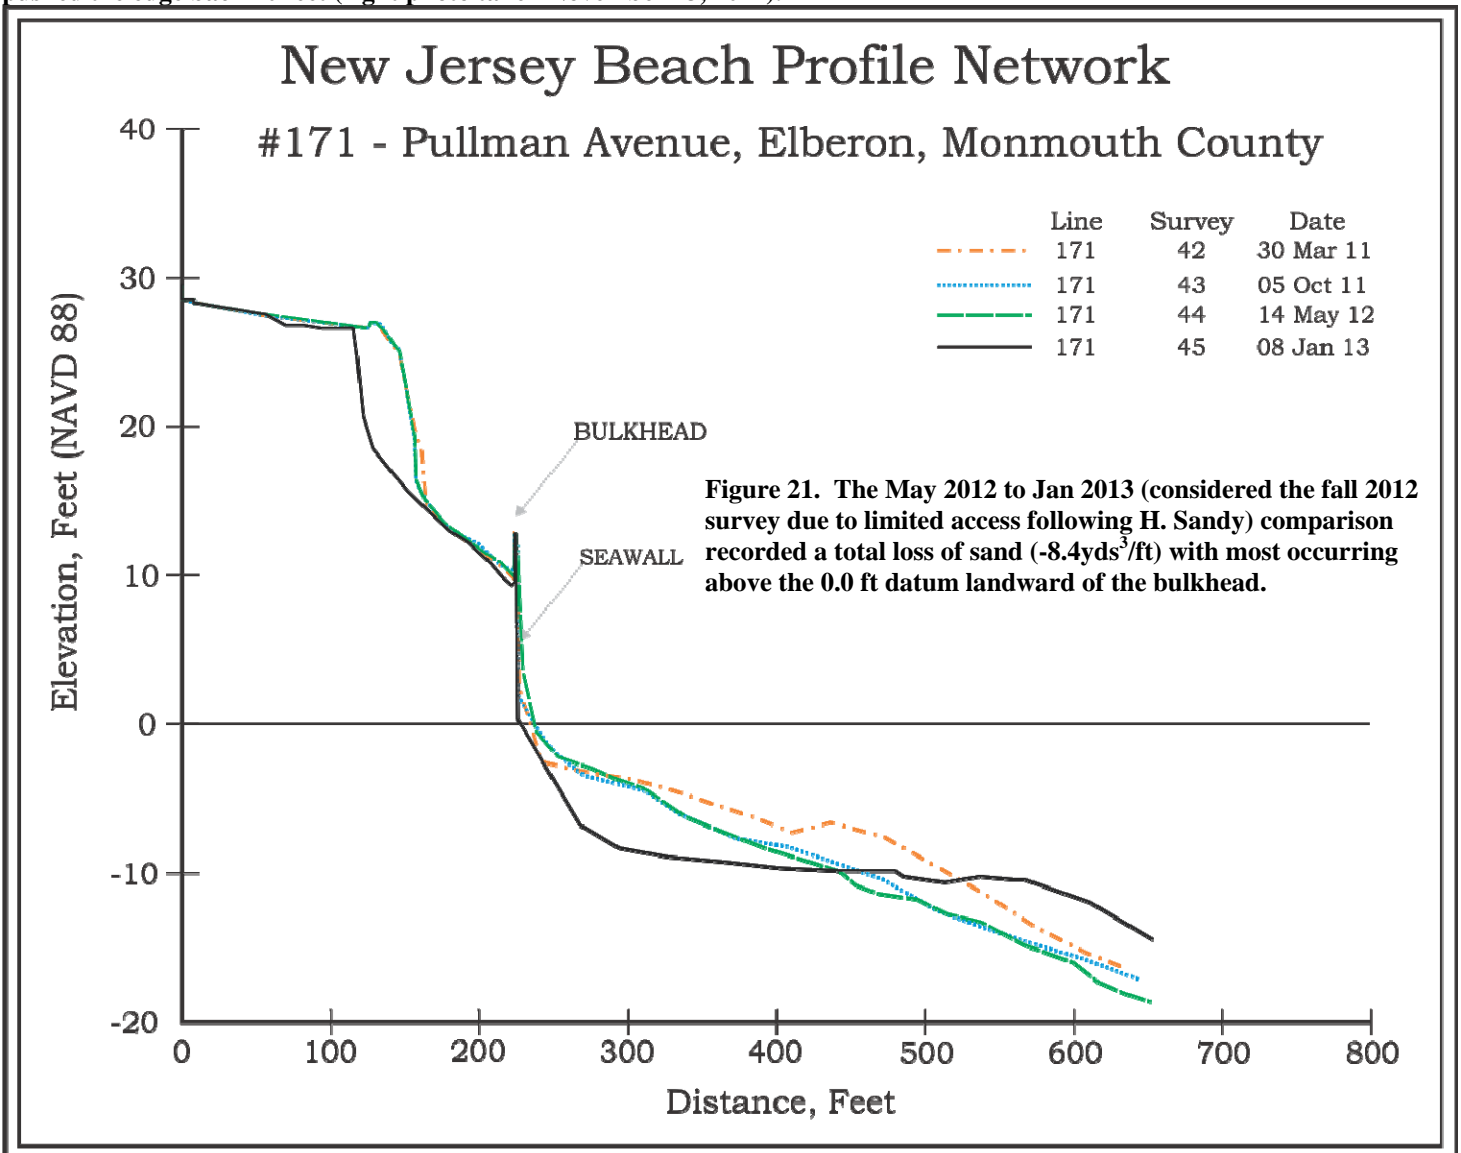 New Jersey Beach Profile Network
#171 - Pullman Avenue, Elberon, Monmouth County
Line Survey Date
171 42 30 Mar 11
171 43 05 Oct 11
171 44 14 May 12
171 45 08 Jan 13
BULKHEAD
SEAWALL
Figure 21. The May 2012 to Jan 2013 (considered the fall 2012
survey due to limited access following H. Sandy) comparison
recorded a total loss of sand (-8.4yds³/ft) with most occurring
above the 0.0 ft datum landward of the bulkhead.
Elevation, Feet (NAVD 88)
40
30
20
10
0
-10
-20
0 100 200 300 400 500 600 700 800
Distance, Feet